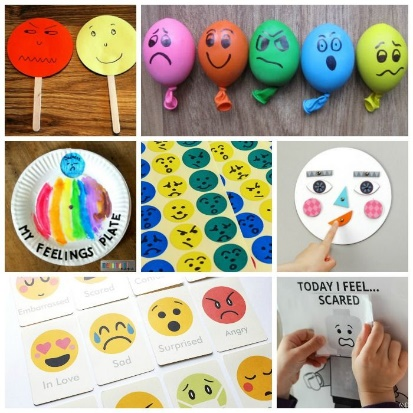 MY FEELINGS PLATE
Embarrassed
Scared
In Love
Sad
Surprised
Angry
TODAY I FEEL...
SCARED